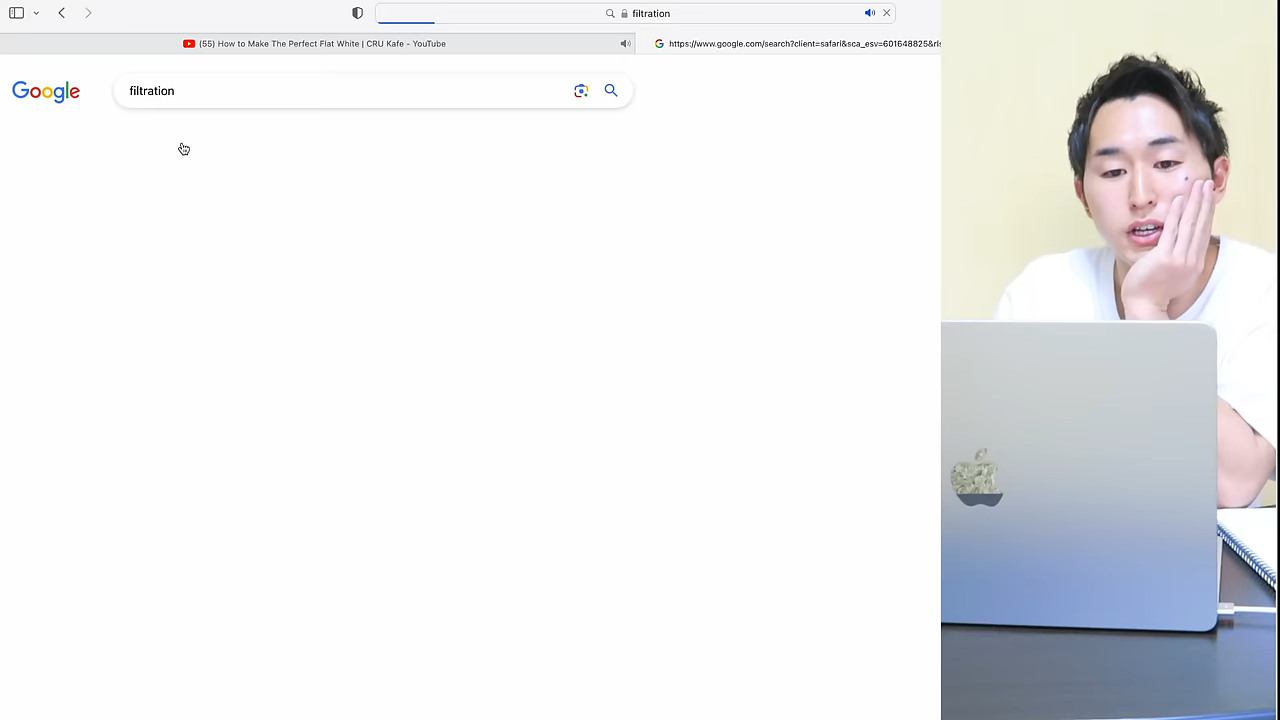 filtration
(55) How to Make The Perfect Flat White | CRU Kafe - YouTube
https://www.google.com/search?client=safari&sca_esv=601648825&rls
Google
filtration